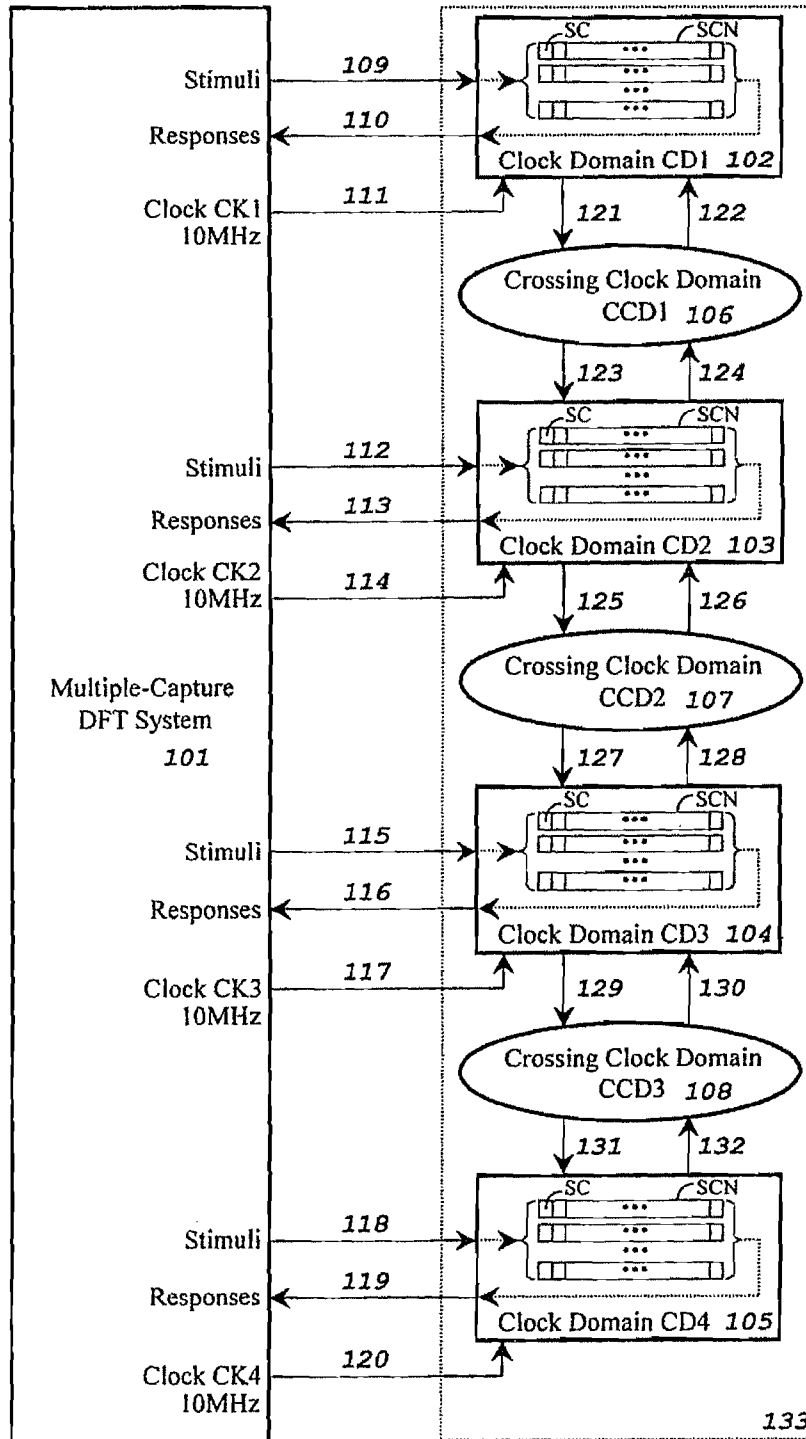 SC SCN
•••
Stimuli 109
•••
Responses 110
Clock Domain CD1 102
Clock CK1 111
10MHz
121 122
Crossing Clock Domain
CCD1 106
123 124
SC SCN
•••
Stimuli 112
•••
Responses 113
Clock Domain CD2 103
Clock CK2 114
10MHz
125 126
Crossing Clock Domain
CCD2 107
Multiple-Capture
DFT System
101
127 128
SC SCN
•••
Stimuli 115
•••
Responses 116
Clock Domain CD3 104
Clock CK3 117
10MHz
129 130
Crossing Clock Domain
CCD3 108
131 132
SC SCN
•••
Stimuli 118
•••
Responses 119
Clock Domain CD4 105
Clock CK4 120
10MHz
133